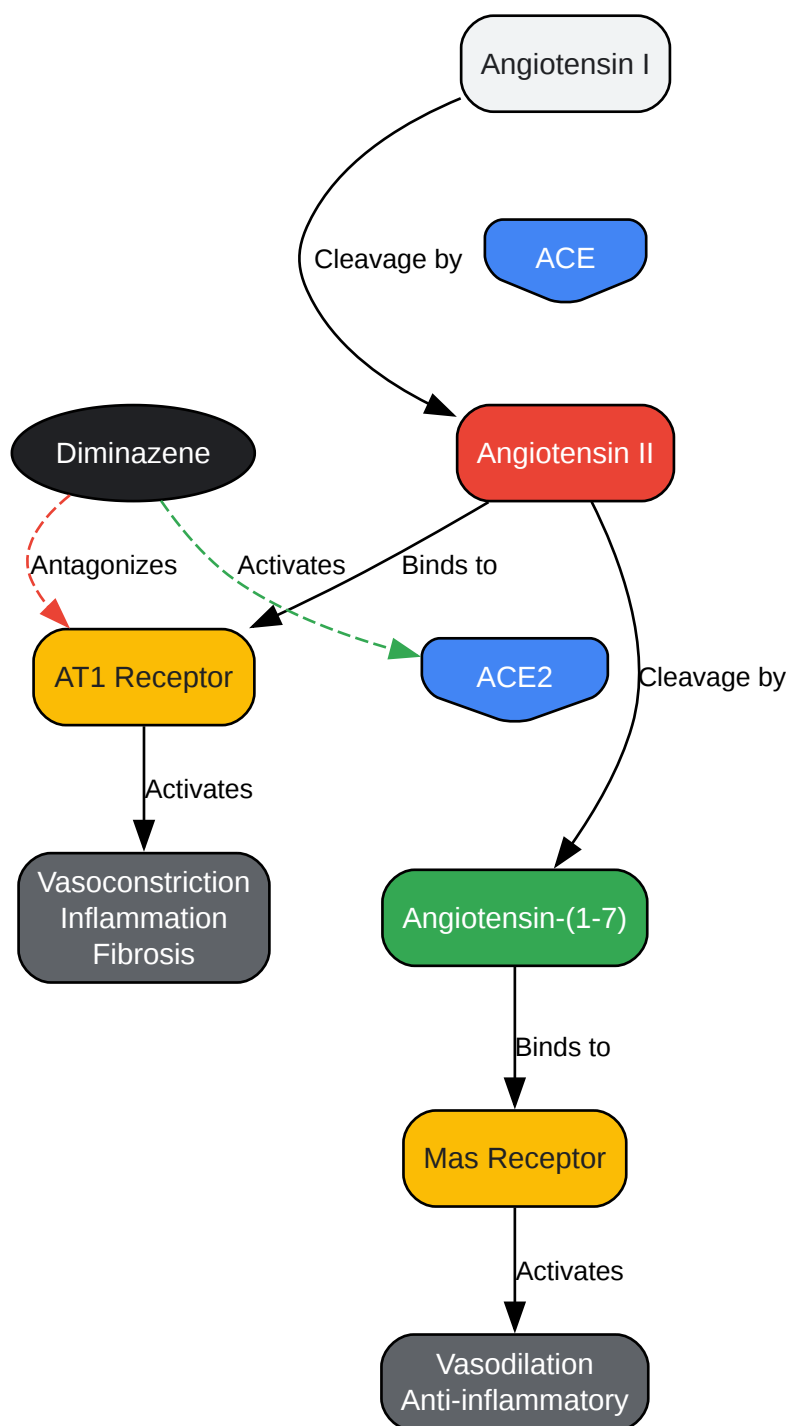 Angiotensin I
Cleavage by
ACE
Diminazene
Angiotensin II
Antagonizes
Activates
Binds to
AT1 Receptor
ACE2
Cleavage by
Activates
Vasoconstriction
Inflammation
Fibrosis
Angiotensin-(1-7)
Binds to
Mas Receptor
Activates
Vasodilation
Anti-inflammatory